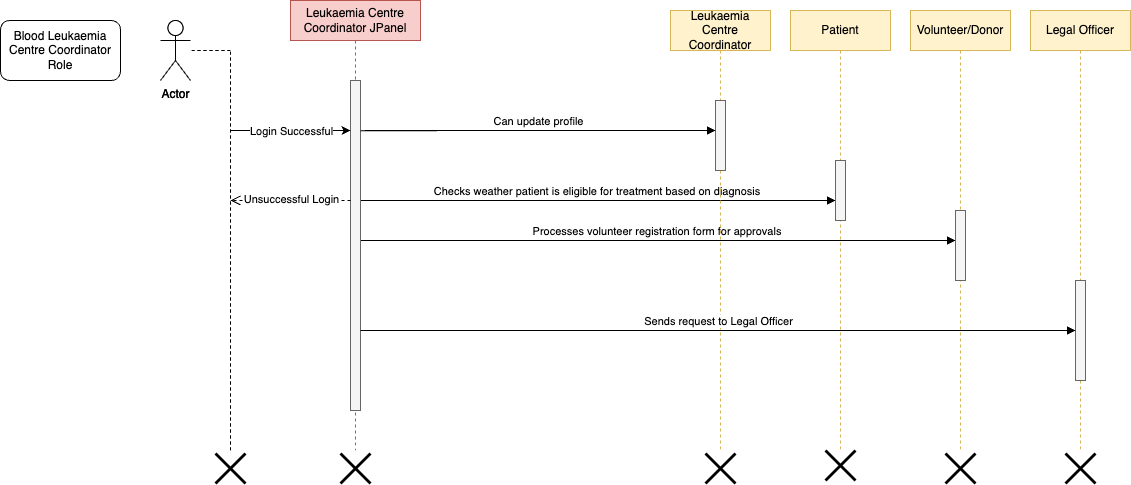 Blood Leukaemia
Centre Coordinator
Role
Actor
Leukaemia Centre
Coordinator JPanel
Leukaemia
Centre
Coordinator
Patient
Volunteer/Donor
Legal Officer
Login Successful
Can update profile
Unsuccessful Login
Checks weather patient is eligible for treatment based on diagnosis
Processes volunteer registration form for approvals
Sends request to Legal Officer